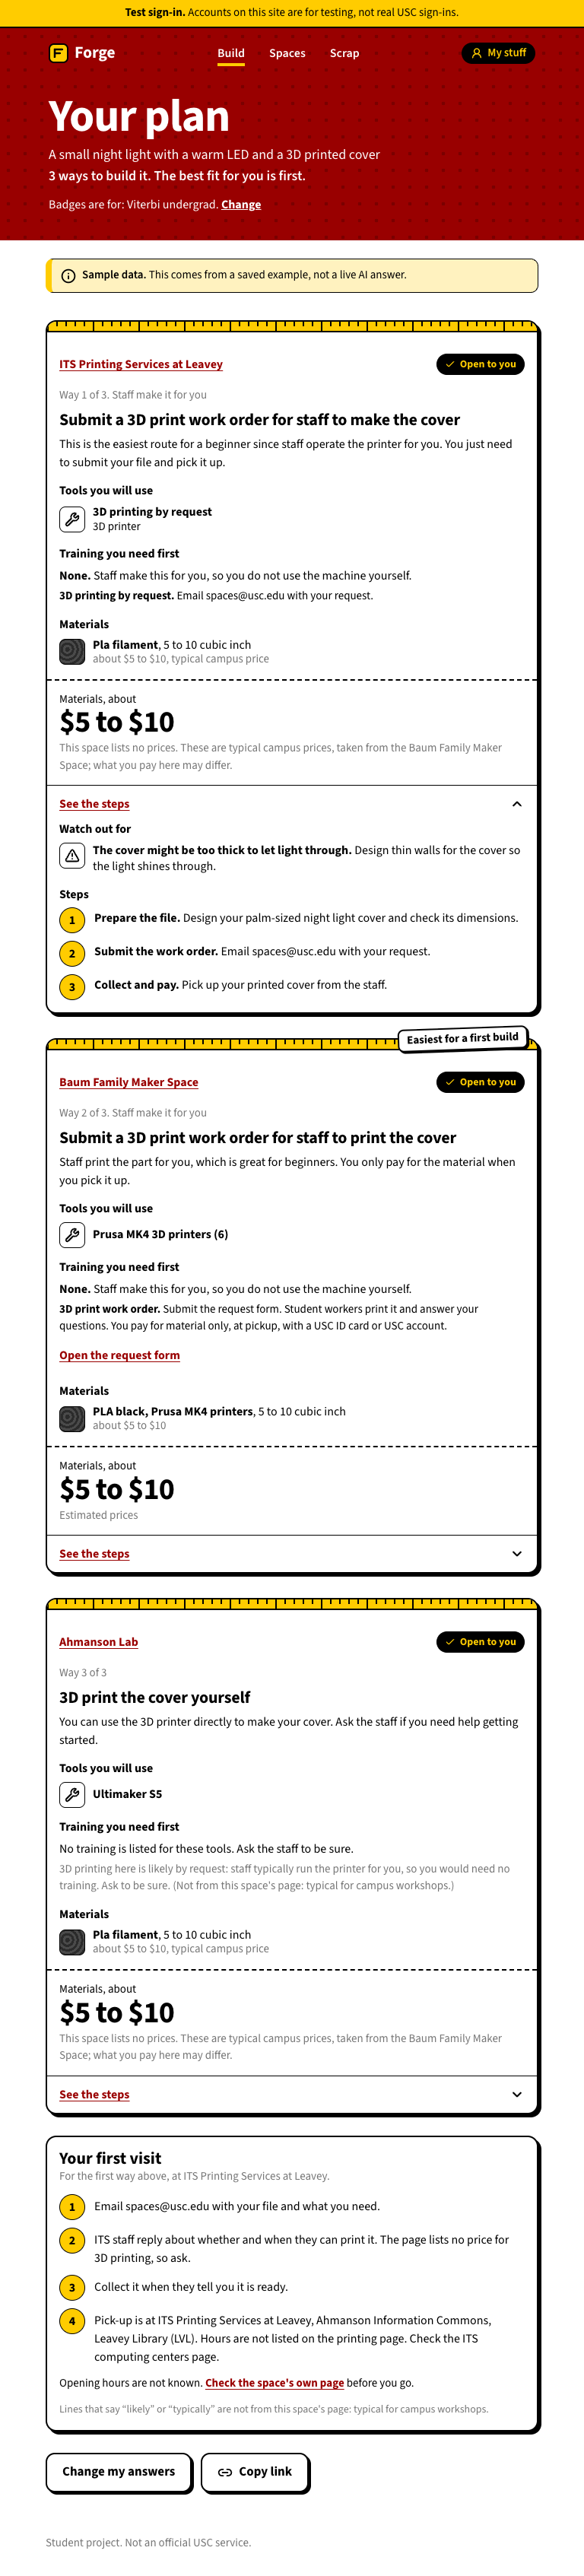 Test sign-in. Accounts on this site are for testing, not real USC sign-ins.
Forge
Build
Spaces
Scrap
My stuff
Your plan
A small night light with a warm LED and a 3D printed cover
3 ways to build it. The best fit for you is first.
Badges are for: Viterbi undergrad. Change
Sample data. This comes from a saved example, not a live AI answer.
ITS Printing Services at Leavey
Open to you
Way 1 of 3. Staff make it for you
Submit a 3D print work order for staff to make the cover
This is the easiest route for a beginner since staff operate the printer for you. You just need
to submit your file and pick it up.
Tools you will use
3D printing by request
3D printer
Training you need first
None. Staff make this for you, so you do not use the machine yourself.
3D printing by request. Email spaces@usc.edu with your request.
Materials
Pla filament, 5 to 10 cubic inch
about $5 to $10, typical campus price
Materials, about
$5 to $10
This space lists no prices. These are typical campus prices, taken from the Baum Family Maker
Space; what you pay here may differ.
See the steps
Watch out for
The cover might be too thick to let light through. Design thin walls for the cover so
the light shines through.
Steps
1 Prepare the file. Design your palm-sized night light cover and check its dimensions.
2 Submit the work order. Email spaces@usc.edu with your request.
3 Collect and pay. Pick up your printed cover from the staff.
Easiest for a first build
Baum Family Maker Space
Open to you
Way 2 of 3. Staff make it for you
Submit a 3D print work order for staff to print the cover
Staff print the part for you, which is great for beginners. You only pay for the material when
you pick it up.
Tools you will use
Prusa MK4 3D printers (6)
Training you need first
None. Staff make this for you, so you do not use the machine yourself.
3D print work order. Submit the request form. Student workers print it and answer your
questions. You pay for material only, at pickup, with a USC ID card or USC account.
Open the request form
Materials
PLA black, Prusa MK4 printers, 5 to 10 cubic inch
about $5 to $10
Materials, about
$5 to $10
Estimated prices
See the steps
Ahmanson Lab
Open to you
Way 3 of 3
3D print the cover yourself
You can use the 3D printer directly to make your cover. Ask the staff if you need help getting
started.
Tools you will use
Ultimaker S5
Training you need first
No training is listed for these tools. Ask the staff to be sure.
3D printing here is likely by request: staff typically run the printer for you, so you would need no
training. Ask to be sure. (Not from this space's page: typical for campus workshops.)
Materials
Pla filament, 5 to 10 cubic inch
about $5 to $10, typical campus price
Materials, about
$5 to $10
This space lists no prices. These are typical campus prices, taken from the Baum Family Maker
Space; what you pay here may differ.
See the steps
Your first visit
For the first way above, at ITS Printing Services at Leavey.
1 Email spaces@usc.edu with your file and what you need.
2 ITS staff reply about whether and when they can print it. The page lists no price for
3D printing, so ask.
3 Collect it when they tell you it is ready.
4 Pick-up is at ITS Printing Services at Leavey, Ahmanson Information Commons,
Leavey Library (LVL). Hours are not listed on the printing page. Check the ITS
computing centers page.
Opening hours are not known. Check the space's own page before you go.
Lines that say “likely” or “typically” are not from this space's page: typical for campus workshops.
Change my answers
Copy link
Student project. Not an official USC service.